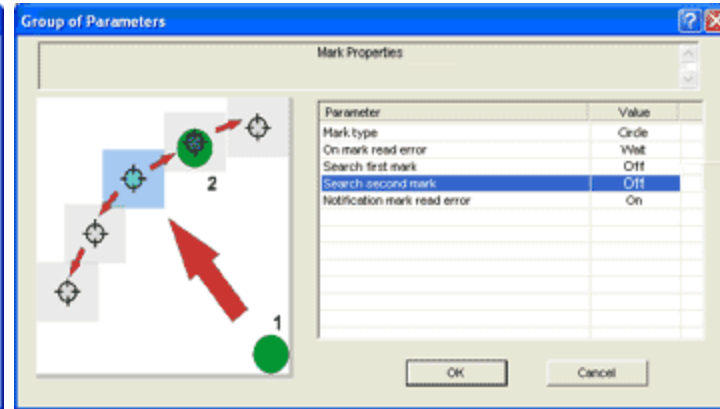 Group of Parameters
Mark Properties
Parameter Value
Mark type Circle
On mark read error Wait
Search first mark Off
Search second mark Off
Notification mark read error On
2
1
OK Cancel